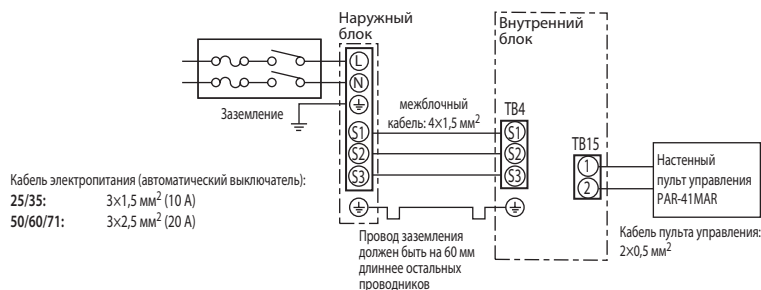 Наружный
блок
Внутренний
блок
L
N
Заземление
межблочный
кабель: 4×1,5 мм²
TB4
S1
S2
S3
S1
S2
S3
TB15
1
2
Настенный
пульт управления
PAR-41MAR
Кабель электропитания (автоматический выключатель):
25/35: 3×1,5 мм² (10 А)
50/60/71: 3×2,5 мм² (20 А)
Провод заземления
должен быть на 60 мм
длиннее остальных
проводников
Кабель пульта управления:
2×0,5 мм²